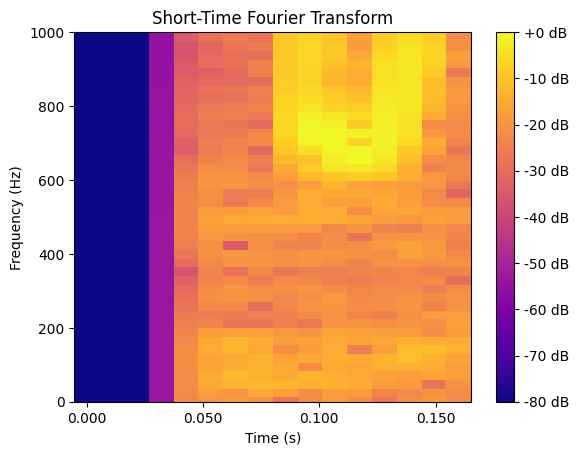 Short-Time Fourier Transform
1000
800
600
400
200
0
Frequency (Hz)
0.000
0.050
0.100
0.150
Time (s)
+0 dB
-10 dB
-20 dB
-30 dB
-40 dB
-50 dB
-60 dB
-70 dB
-80 dB